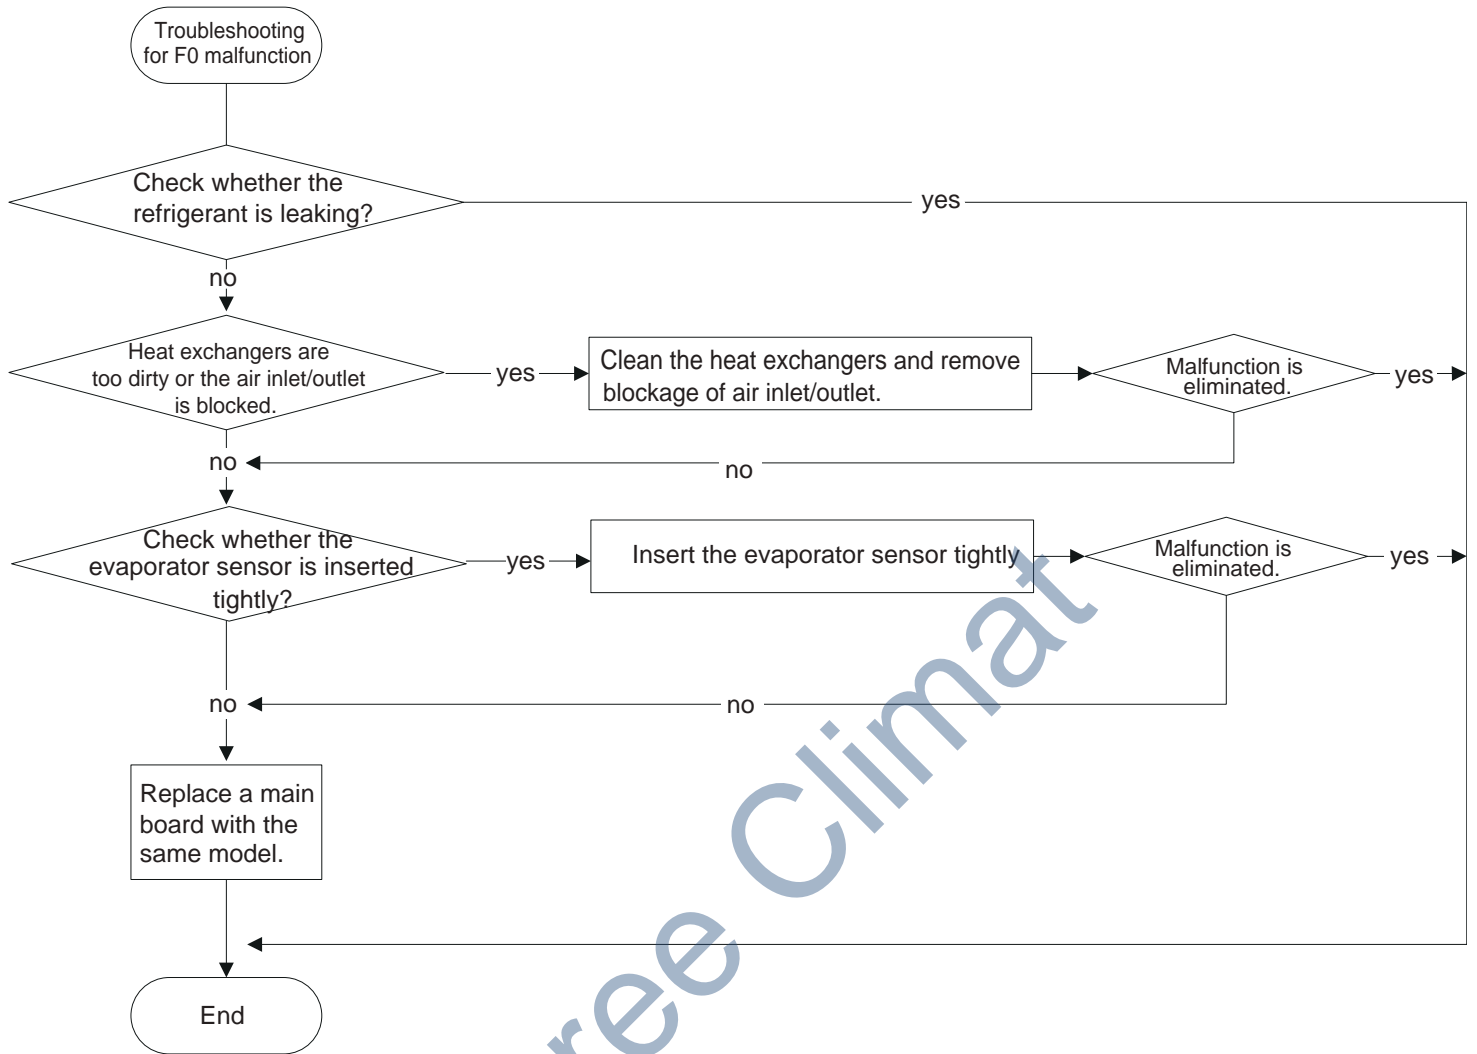 Troubleshooting
for F0 malfunction
Check whether the
refrigerant is leaking?
yes
no
Heat exchangers are
too dirty or the air inlet/outlet
is blocked.
yes
Clean the heat exchangers and remove
blockage of air inlet/outlet.
Malfunction is
eliminated.
yes
no
no
Check whether the
evaporator sensor is inserted
tightly?
yes
Insert the evaporator sensor tightly
Malfunction is
eliminated.
yes
no
no
Replace a main
board with the
same model.
End
ree Climat